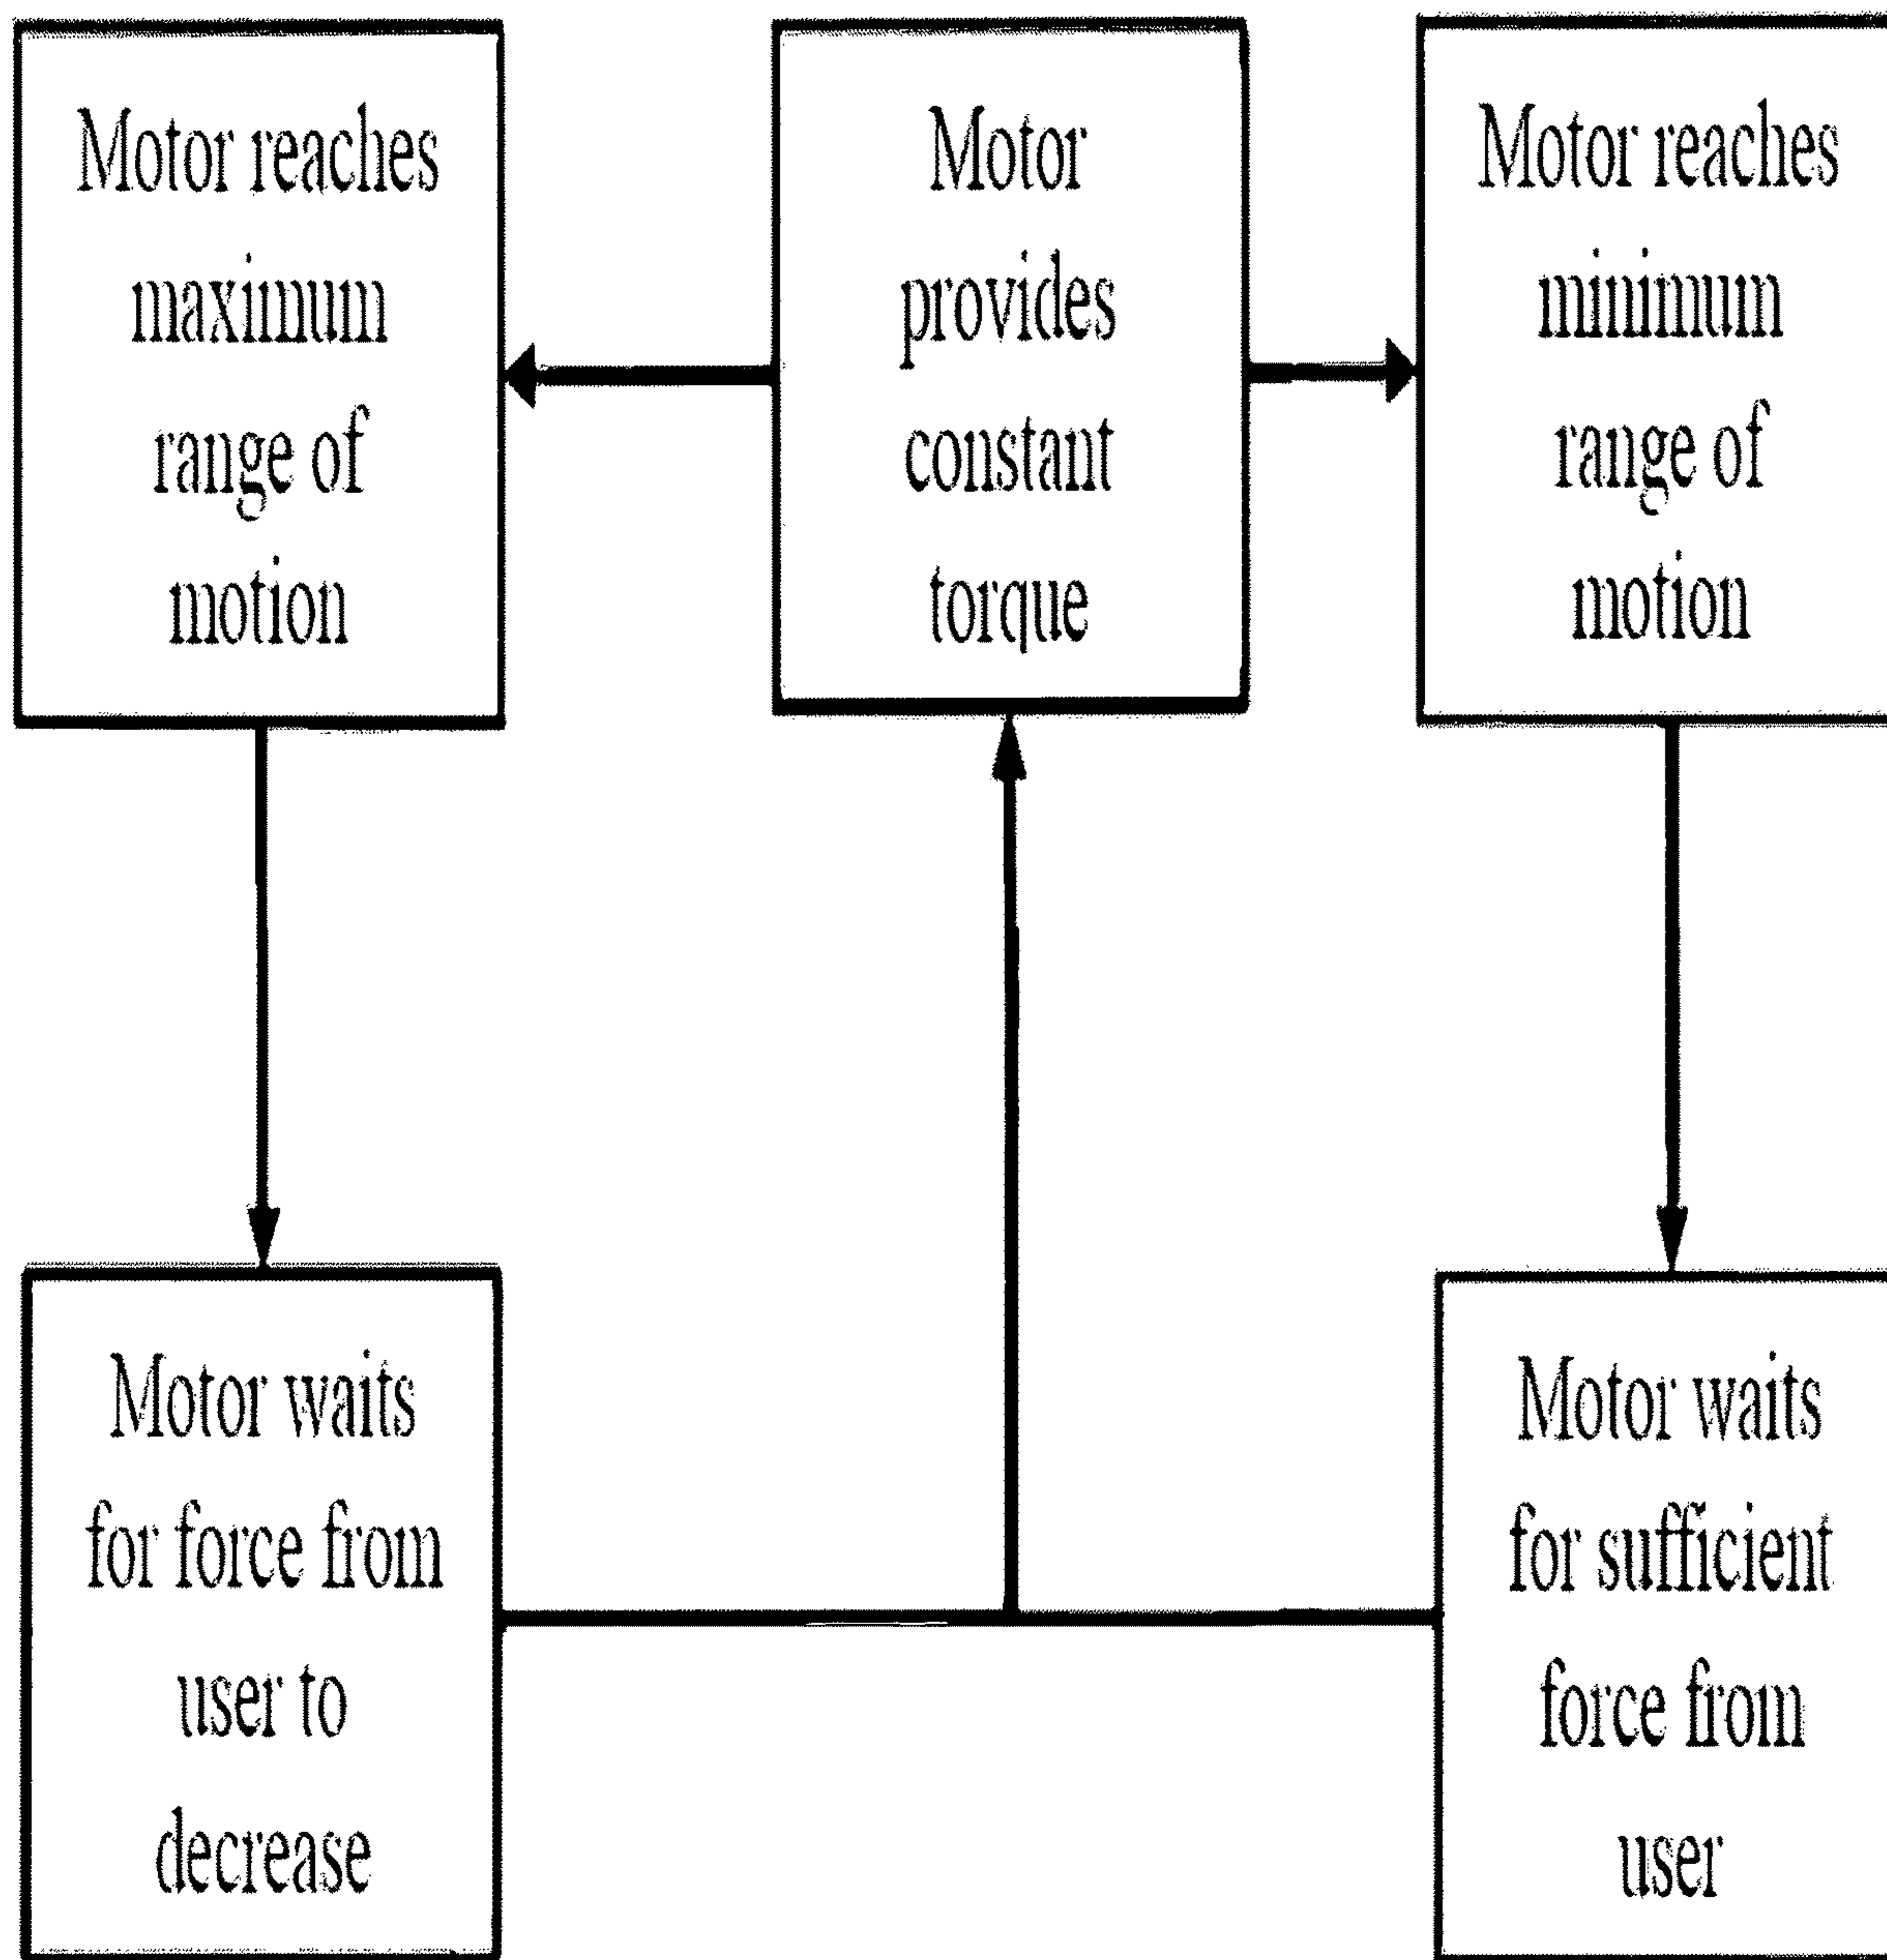 Motor reaches
maximum
range of
motion
Motor
provides
constant
torque
Motor reaches
minimum
range of
motion
Motor waits
for force from
user to
decrease
Motor waits
for sufficient
force from
user